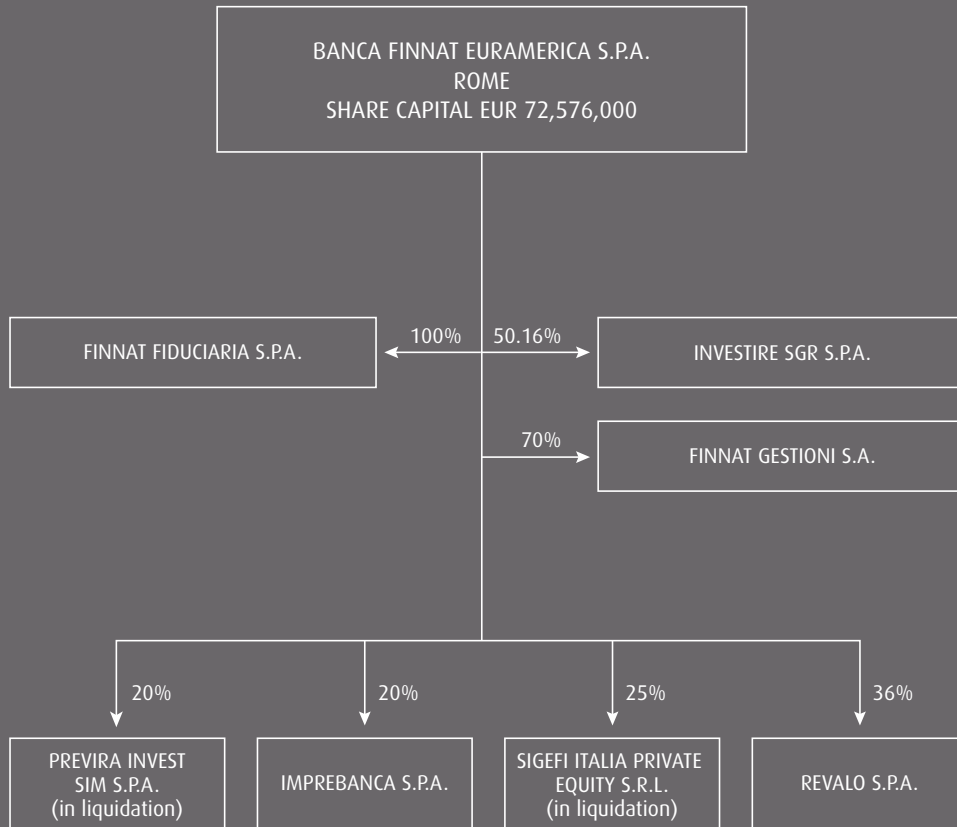 BANCA FINNAT EURAMERICA S.P.A.
ROME
SHARE CAPITAL EUR 72,576,000
100%
50.16%
FINNAT FIDUCIARIA S.P.A.
INVESTIRE SGR S.P.A.
70%
FINNAT GESTIONI S.A.
20%
20%
25%
36%
PREVIRA INVEST
SIM S.P.A.
(in liquidation)
IMPREBANCA S.P.A.
SIGEFI ITALIA PRIVATE
EQUITY S.R.L.
(in liquidation)
REVALO S.P.A.